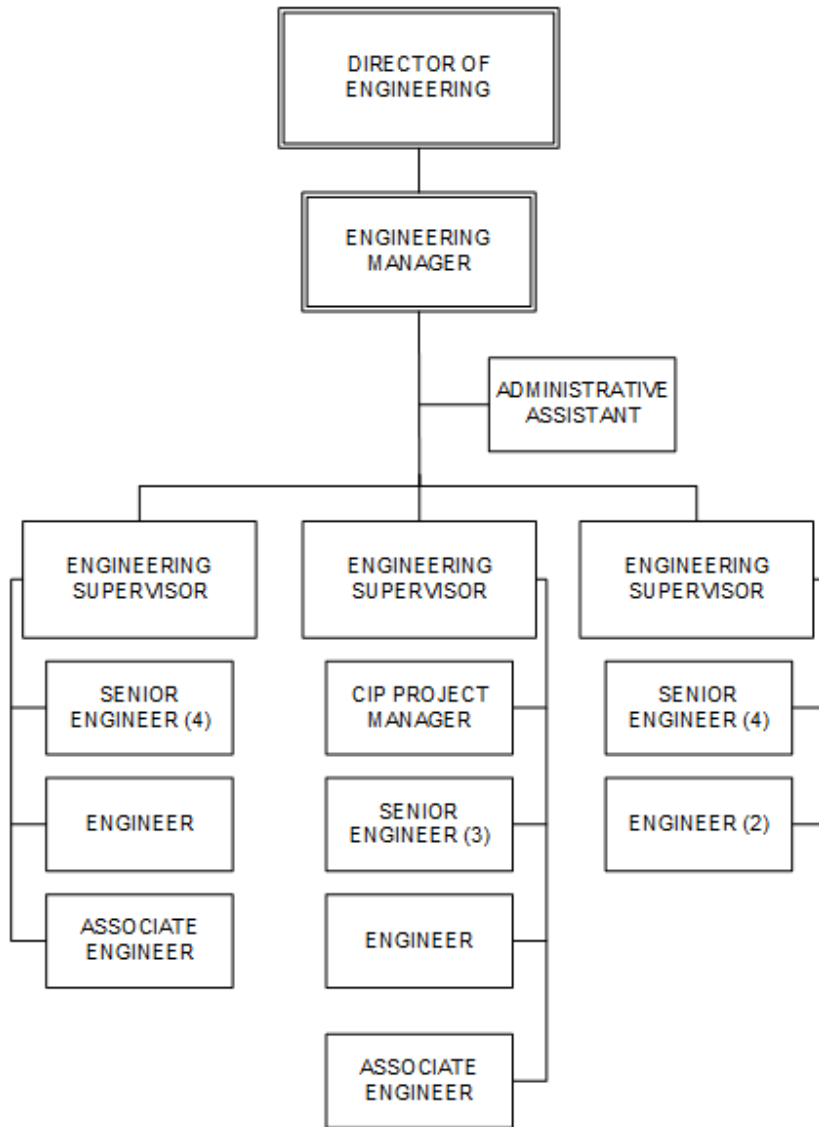 DIRECTOR OF
ENGINEERING
ENGINEERING
MANAGER
ADMINISTRATIVE
ASSISTANT
ENGINEERING
SUPERVISOR
SENIOR
ENGINEER (4)
ENGINEER
ASSOCIATE
ENGINEER
ENGINEERING
SUPERVISOR
CIP PROJECT
MANAGER
SENIOR
ENGINEER (3)
ENGINEER
ASSOCIATE
ENGINEER
ENGINEERING
SUPERVISOR
SENIOR
ENGINEER (4)
ENGINEER (2)